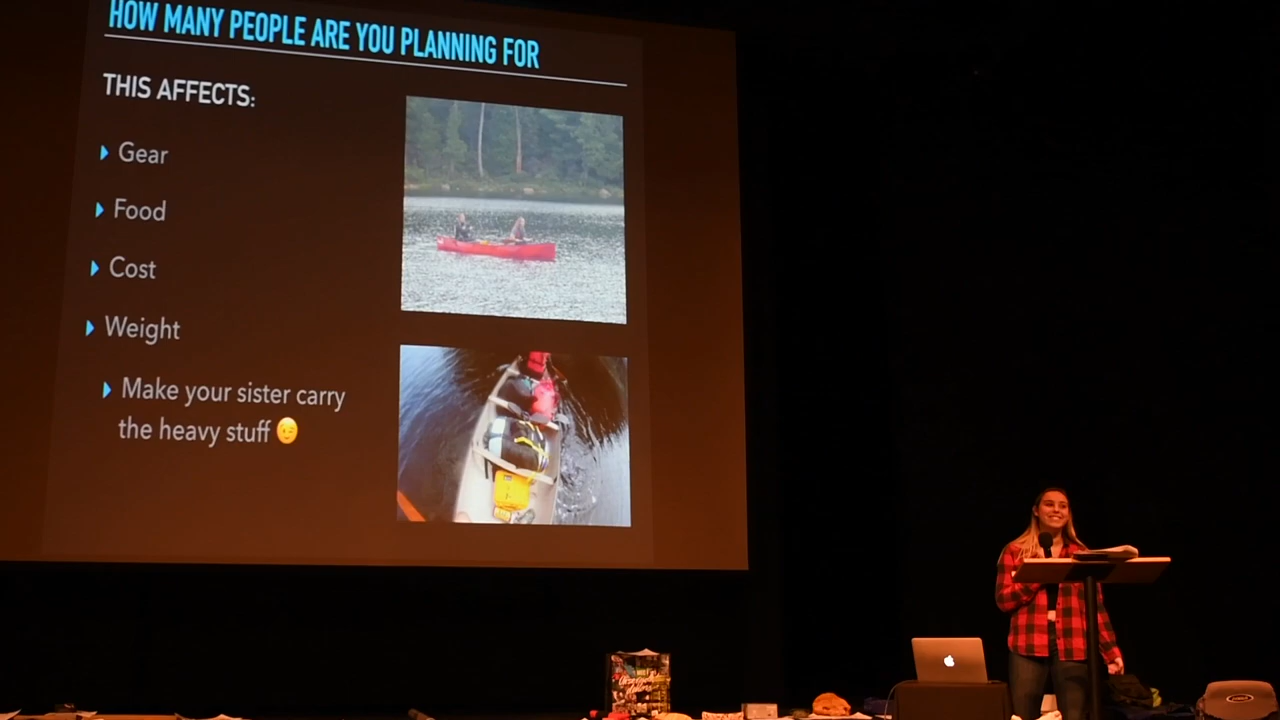 HOW MANY PEOPLE ARE YOU PLANNING FOR
THIS AFFECTS:
Gear
Food
Cost
Weight
Make your sister carry
the heavy stuff 😉